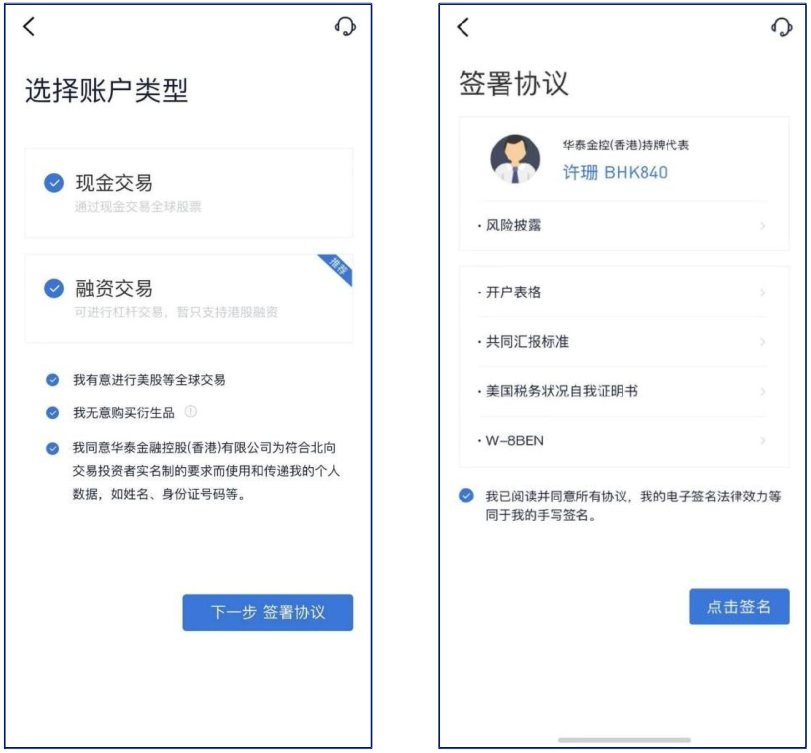 选择账户类型
现金交易
通过现金交易全球股票
推荐
融资交易
可进行杠杆交易，暂只支持港股融资
我有意进行美股等全球交易
我无意购买衍生品
我同意华泰金融控股(香港)有限公司为符合北向
交易投资者实名制的要求而使用和传递我的个人
数据，如姓名、身份证号码等。
下一步 签署协议
签署协议
华泰金控(香港)持牌代表
许珊 BHK840
·风险披露
·开户表格
·共同汇报标准
·美国税务状况自我证明书
·W-8BEN
我已阅读并同意所有协议，我的电子签名法律效力等
同于我的手写签名。
点击签名